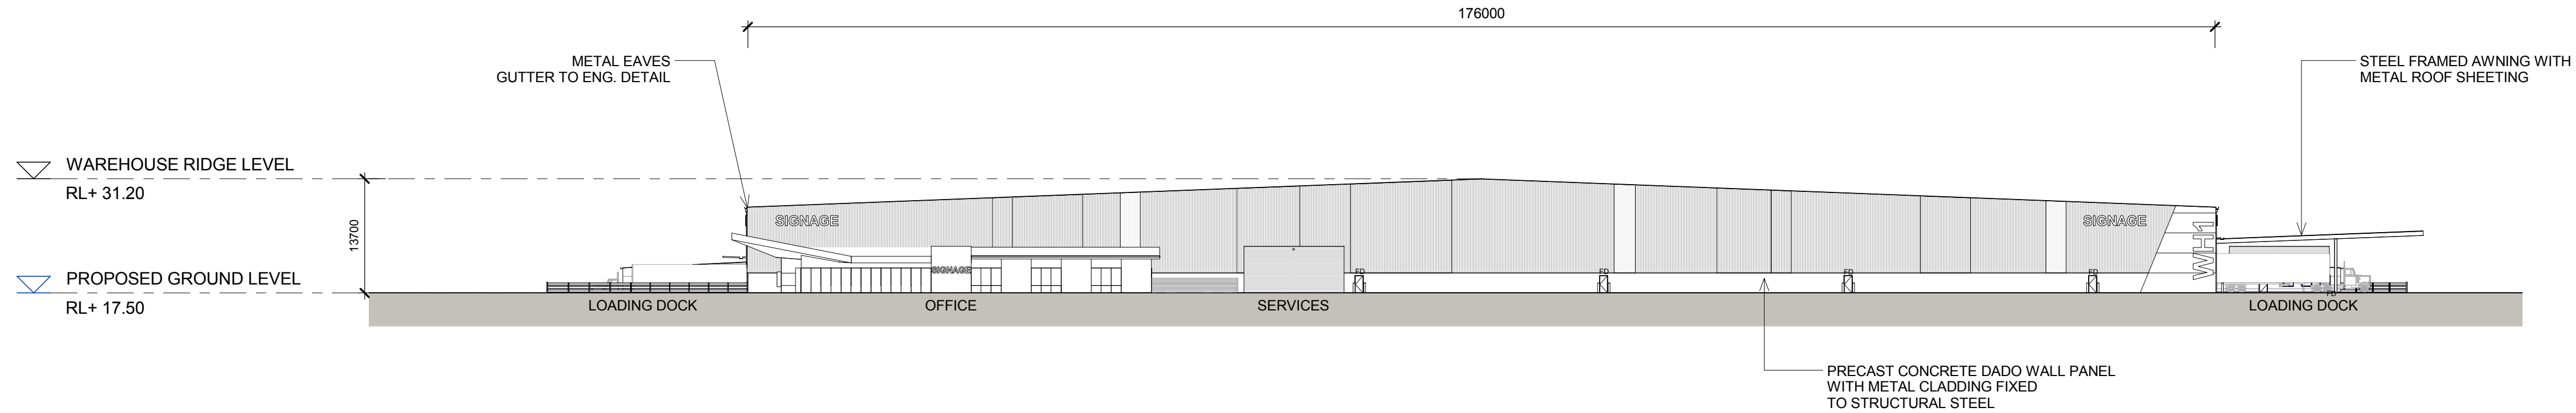 176000
METAL EAVES
GUTTER TO ENG. DETAIL
STEEL FRAMED AWNING WITH
METAL ROOF SHEETING
WAREHOUSE RIDGE LEVEL
RL+ 31.20
13700
SIGNAGE
SIGNAGE
WH1
SIGNAGE
FD
FD
FD
FD
FD
PROPOSED GROUND LEVEL
RL+ 17.50
LOADING DOCK
OFFICE
SERVICES
LOADING DOCK
PRECAST CONCRETE DADO WALL PANEL
WITH METAL CLADDING FIXED
TO STRUCTURAL STEEL